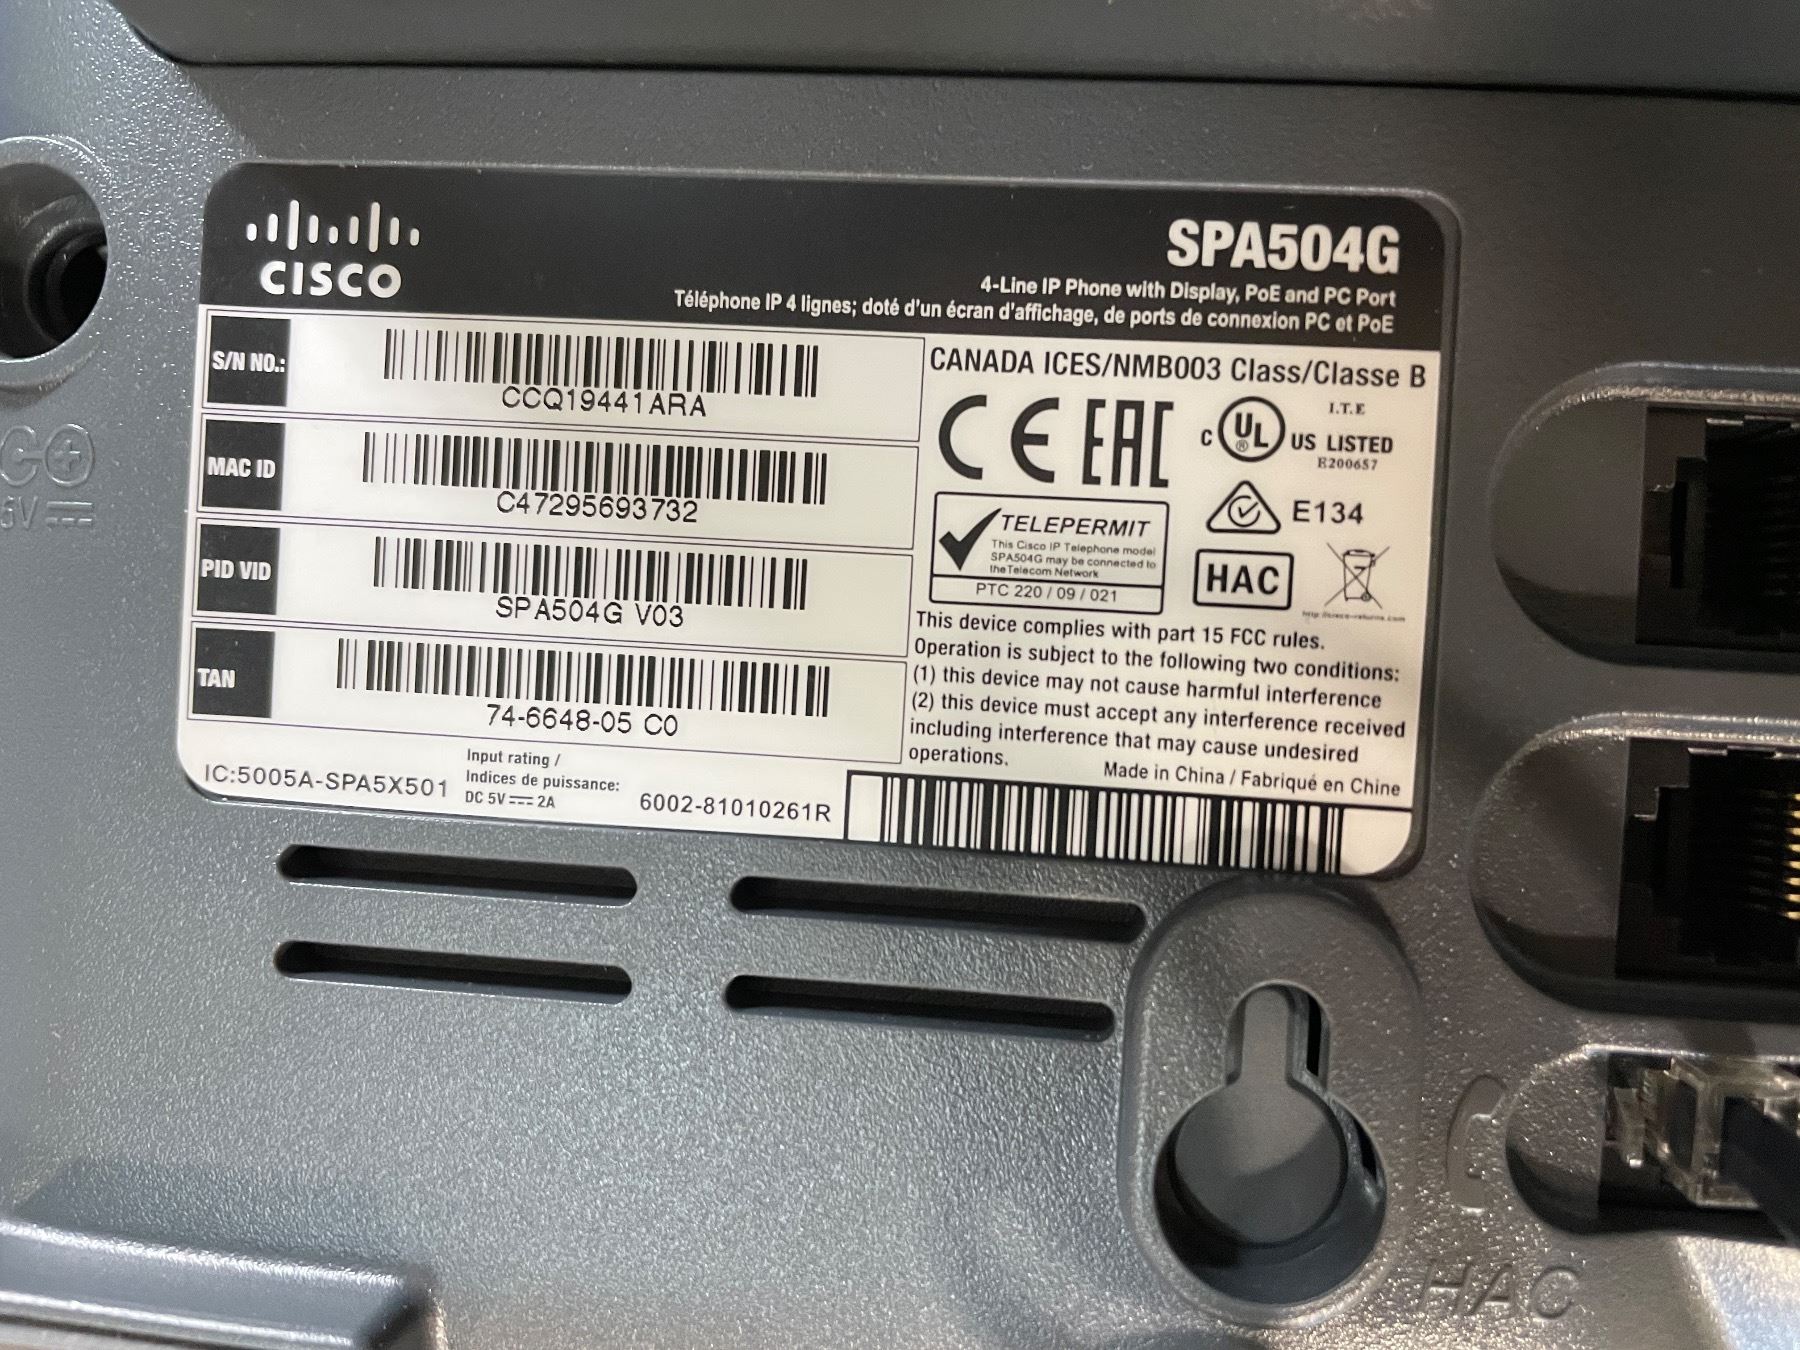 CISCO
SPA504G
4-Line IP Phone with Display, PoE and PC Port
Téléphone IP 4 lignes; doté d'un écran d'affichage, de ports de connexion PC et PoE
S/N NO.:
CCQ19441ARA
MAC ID
C47295693732
PID VID
SPA504G V03
TAN
74-6648-05 C0
IC:5005A-SPA5X501
Input rating /
Indices de puissance:
DC 5V⎓2A
6002-81010261R
CANADA ICES/NMB003 Class/Classe B
CE EAC
C UL® US LISTED
I.T.E
E200657
TELEPERMIT
This Cisco IP Telephone model
SPA504G may be connected to
the Telecom Network
PTC 220 / 09 / 021
E134
HAC
This device complies with part 15 FCC rules.
Operation is subject to the following two conditions:
(1) this device may not cause harmful interference
(2) this device must accept any interference received
including interference that may cause undesired
operations.
Made in China / Fabriqué en Chine
5V⎓
HAC